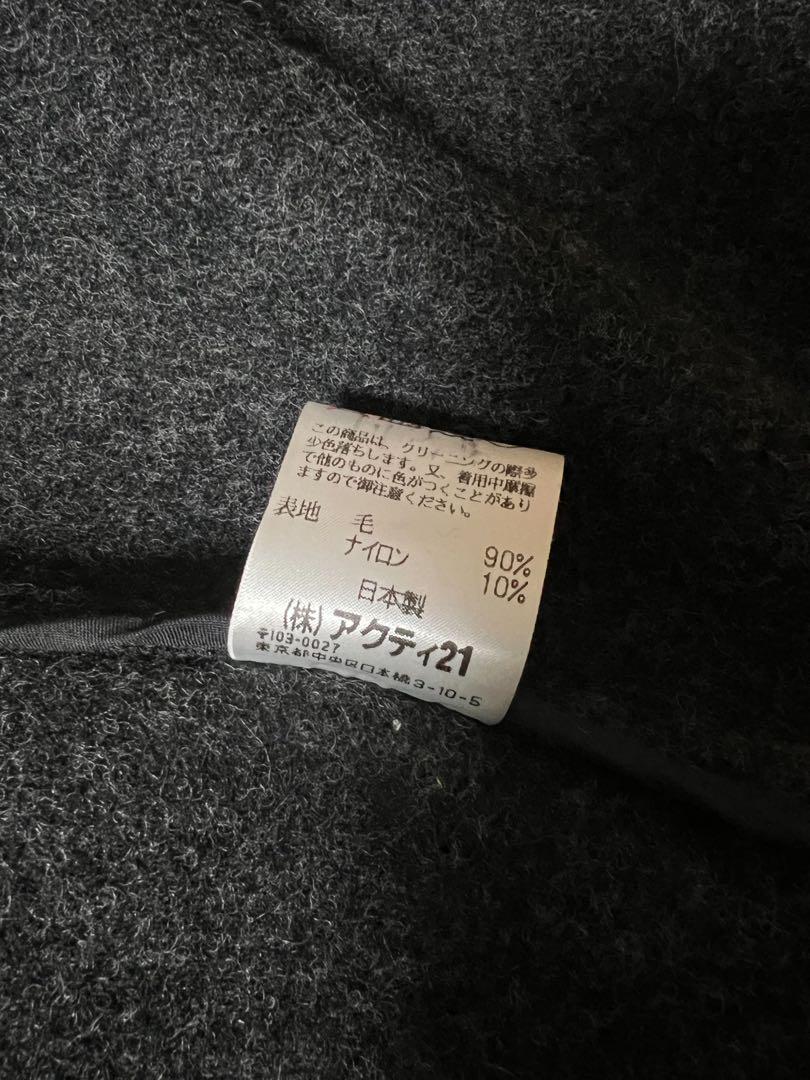 この商品は、クリーニングの際多
少色落ちします。又、着用中摩擦
で他のものに色がつくことがあり
ますので御注意ください。
表地 毛 90%
ナイロン 10%
日本製
(株)アクティ21
〒103-0027
東京都中央区日本橋3-10-5